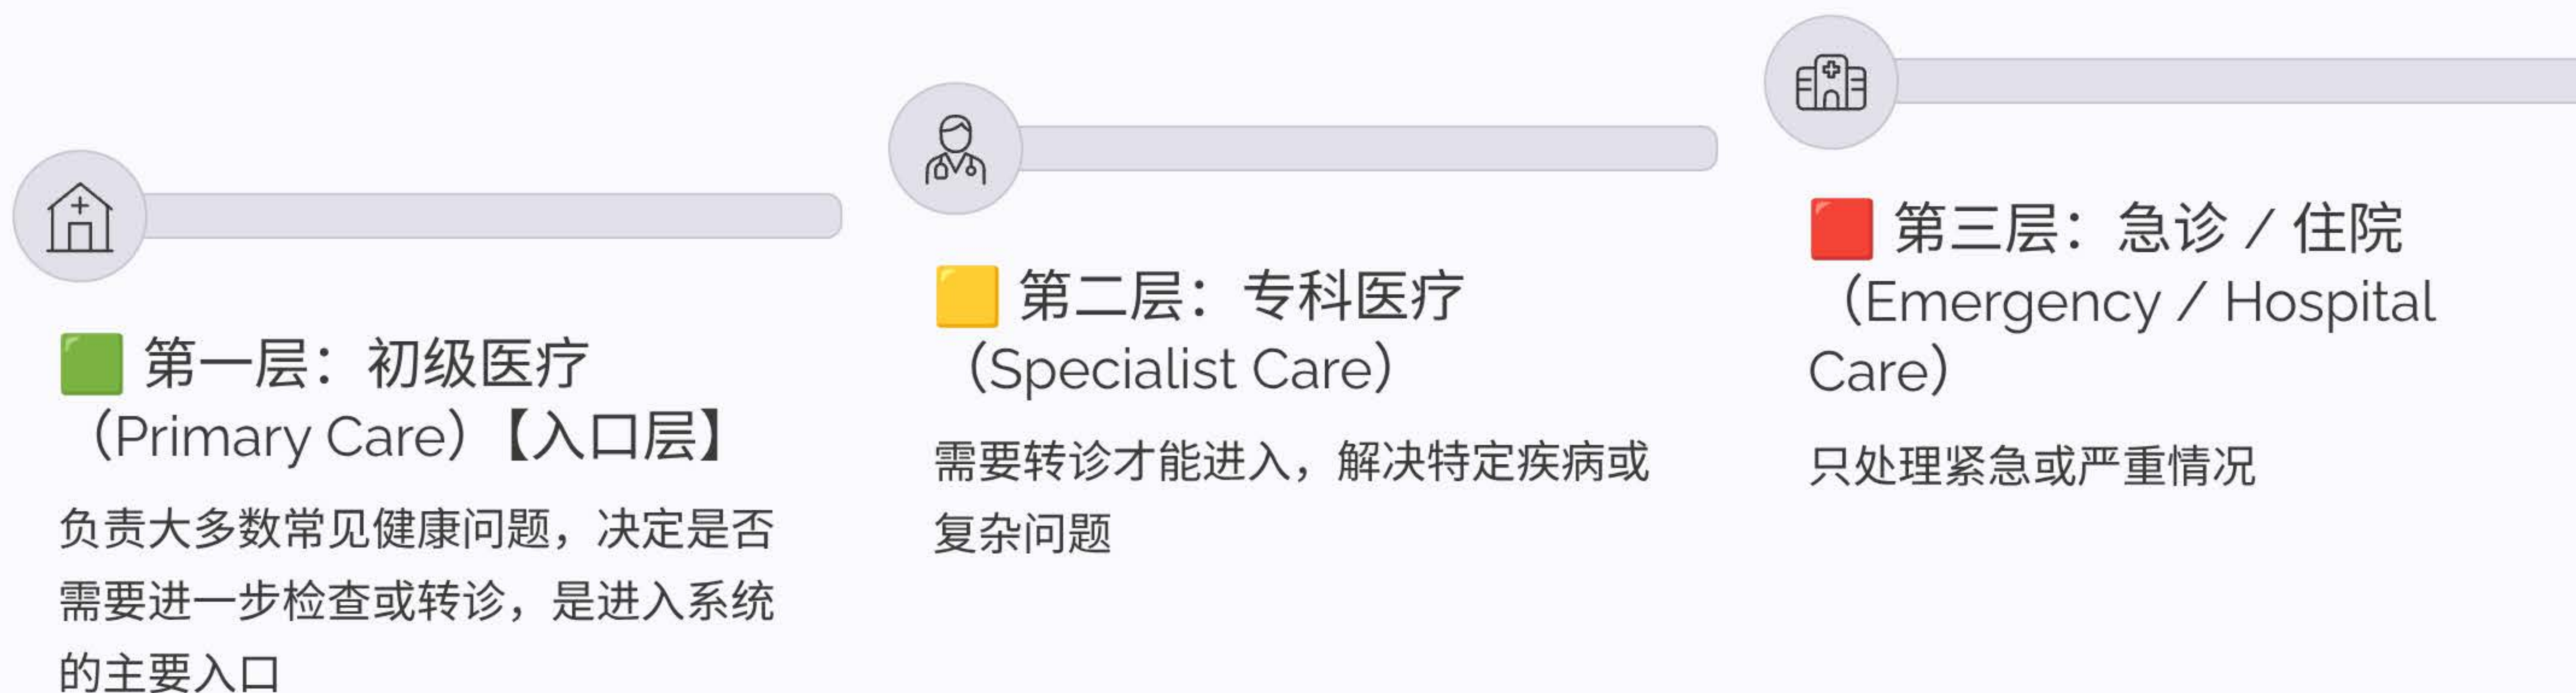 🟩 第一层：初级医疗
（Primary Care）【入口层】
负责大多数常见健康问题，决定是否
需要进一步检查或转诊，是进入系统
的主要入口
🟨 第二层：专科医疗
（Specialist Care）
需要转诊才能进入，解决特定疾病或
复杂问题
🟥 第三层：急诊 / 住院
（Emergency / Hospital
Care）
只处理紧急或严重情况